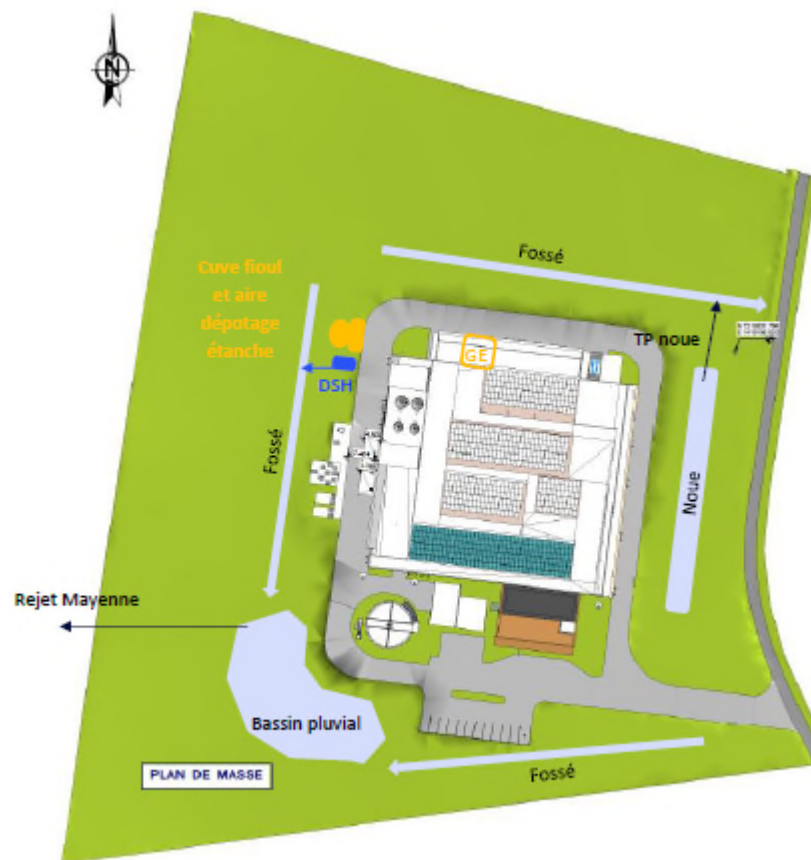 N
Fossé
Cuve fioul
et aire
dépotage
étanche
TP noue
GE
DSH
Fossé
Noue
Rejet Mayenne
Bassin pluvial
PLAN DE MASSE
Fossé